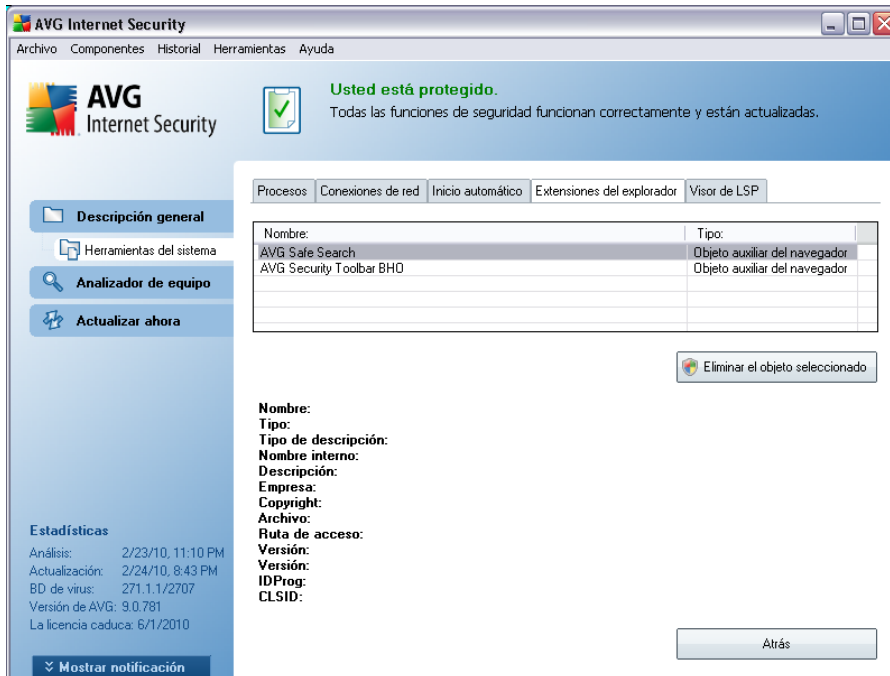 AVG Internet Security
Archivo Componentes Historial Herramientas Ayuda
AVG
Internet Security
Usted está protegido.
Todas las funciones de seguridad funcionan correctamente y están actualizadas.
Descripción general
Herramientas del sistema
Analizador de equipo
Actualizar ahora
Procesos Conexiones de red Inicio automático Extensiones del explorador Visor de LSP
Nombre: Tipo:
AVG Safe Search Objeto auxiliar del navegador
AVG Security Toolbar BHO Objeto auxiliar del navegador
Eliminar el objeto seleccionado
Nombre:
Tipo:
Tipo de descripción:
Nombre interno:
Descripción:
Empresa:
Copyright:
Archivo:
Ruta de acceso:
Versión:
Versión:
IDProg:
CLSID:
Estadísticas
Análisis: 2/23/10, 11:10 PM
Actualización: 2/24/10, 8:43 PM
BD de virus: 271.1.1/2707
Versión de AVG: 9.0.781
La licencia caduca: 6/1/2010
Mostrar notificación
Atrás